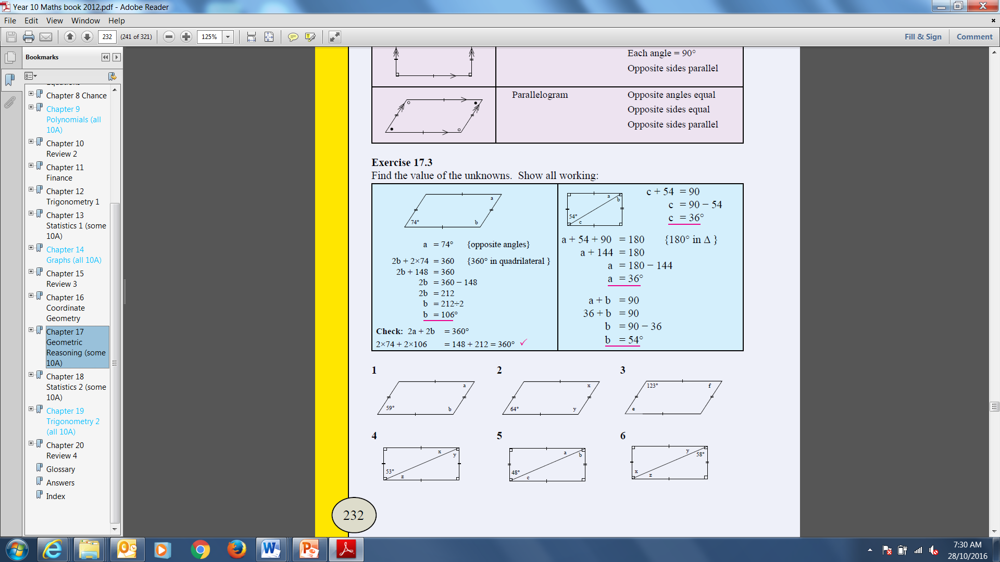 Year 10 Maths book 2012.pdf - Adobe Reader
File Edit View Window Help
232 (241 of 321) 125% Fill & Sign Comment
Bookmarks
Equations
Chapter 8 Chance
Chapter 9
Polynomials (all
10A)
Chapter 10
Review 2
Chapter 11
Finance
Chapter 12
Trigonometry 1
Chapter 13
Statistics 1 (some
10A)
Chapter 14
Graphs (all 10A)
Chapter 15
Review 3
Chapter 16
Coordinate
Geometry
Chapter 17
Geometric
Reasoning (some
10A)
Chapter 18
Statistics 2 (some
10A)
Chapter 19
Trigonometry 2
(all 10A)
Chapter 20
Review 4
Glossary
Answers
Index
Each angle = 90°
Opposite sides parallel
Parallelogram
Opposite angles equal
Opposite sides equal
Opposite sides parallel
Exercise 17.3
Find the value of the unknowns. Show all working:
a
74° b
a = 74° {opposite angles}
2b + 2×74 = 360 {360° in quadrilateral }
2b + 148 = 360
2b = 360 − 148
2b = 212
b = 212÷2
b = 106°
Check: 2a + 2b = 360°
2×74 + 2×106 = 148 + 212 = 360° ✓
a b
54° c
c + 54 = 90
c = 90 − 54
c = 36°
a + 54 + 90 = 180 {180° in Δ }
a + 144 = 180
a = 180 − 144
a = 36°
a + b = 90
36 + b = 90
b = 90 − 36
b = 54°
1
a
59° b
2
x
64° y
3
123° f
e
4
x y
53° z
5
a b
48° c
6
y 58°
x z
232
7:30 AM
28/10/2016